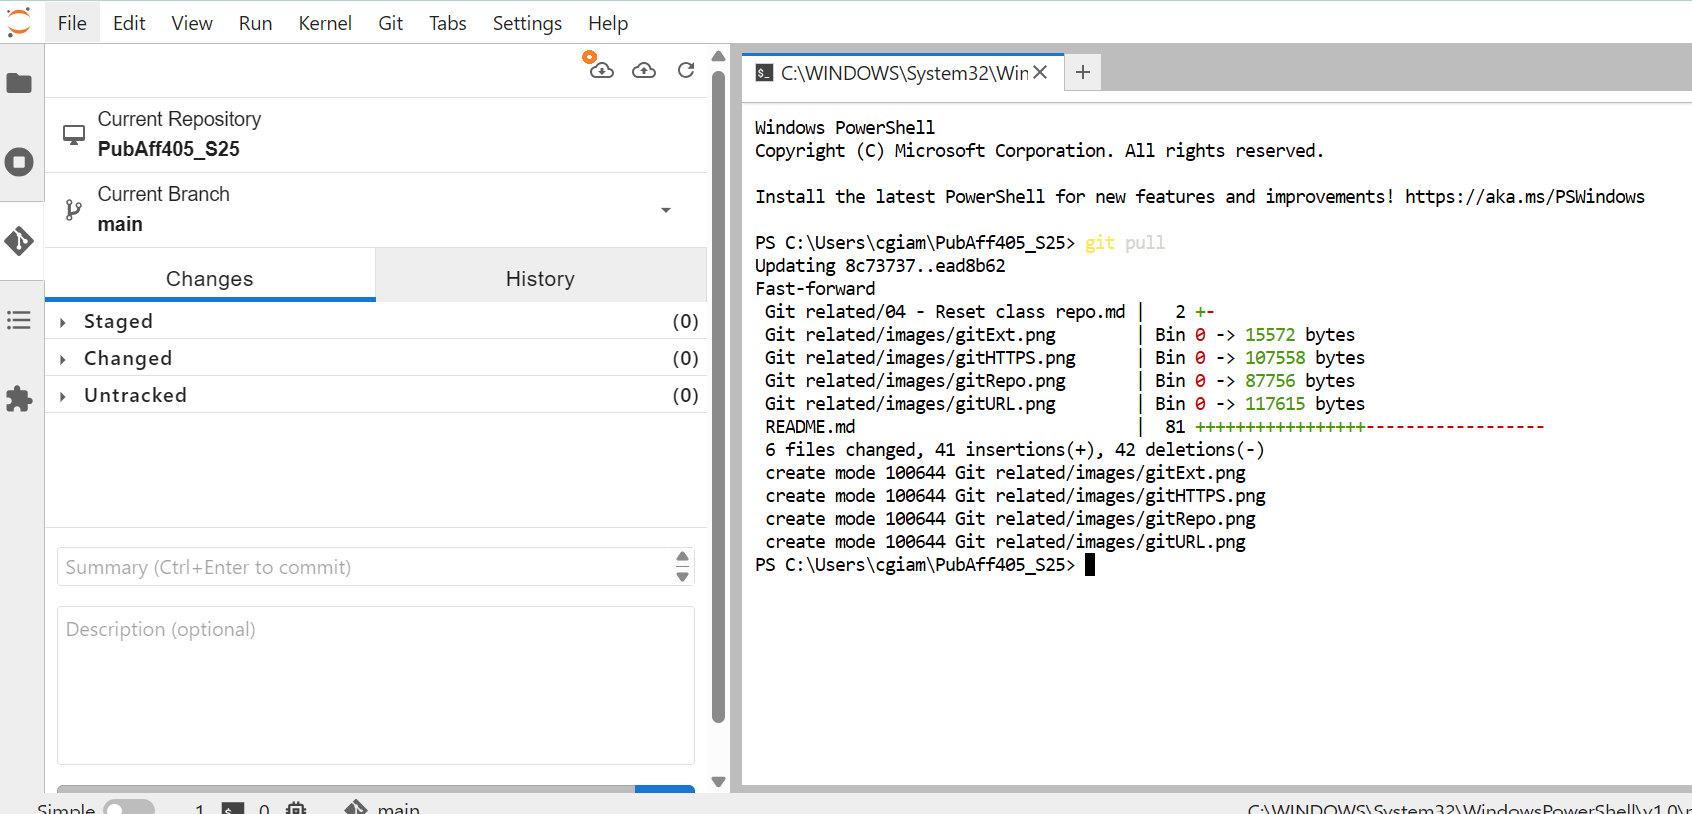 File Edit View Run Kernel Git Tabs Settings Help
Current Repository
PubAff405_S25
Current Branch
main
Changes History
Staged (0)
Changed (0)
Untracked (0)
Summary (Ctrl+Enter to commit)
Description (optional)
C:\WINDOWS\System32\Win
Windows PowerShell
Copyright (C) Microsoft Corporation. All rights reserved.
Install the latest PowerShell for new features and improvements! https://aka.ms/PSWindows
PS C:\Users\cgiam\PubAff405_S25> git pull
Updating 8c73737..ead8b62
Fast-forward
Git related/04 - Reset class repo.md | 2 +-
Git related/images/gitExt.png | Bin 0 -> 15572 bytes
Git related/images/gitHTTPS.png | Bin 0 -> 107558 bytes
Git related/images/gitRepo.png | Bin 0 -> 87756 bytes
Git related/images/gitURL.png | Bin 0 -> 117615 bytes
README.md | 81 +++++++++++++++++------------------
6 files changed, 41 insertions(+), 42 deletions(-)
create mode 100644 Git related/images/gitExt.png
create mode 100644 Git related/images/gitHTTPS.png
create mode 100644 Git related/images/gitRepo.png
create mode 100644 Git related/images/gitURL.png
PS C:\Users\cgiam\PubAff405_S25>
Simple 1 $_ 0 main C:\WINDOWS\System32\WindowsPowerShell\v1.0\